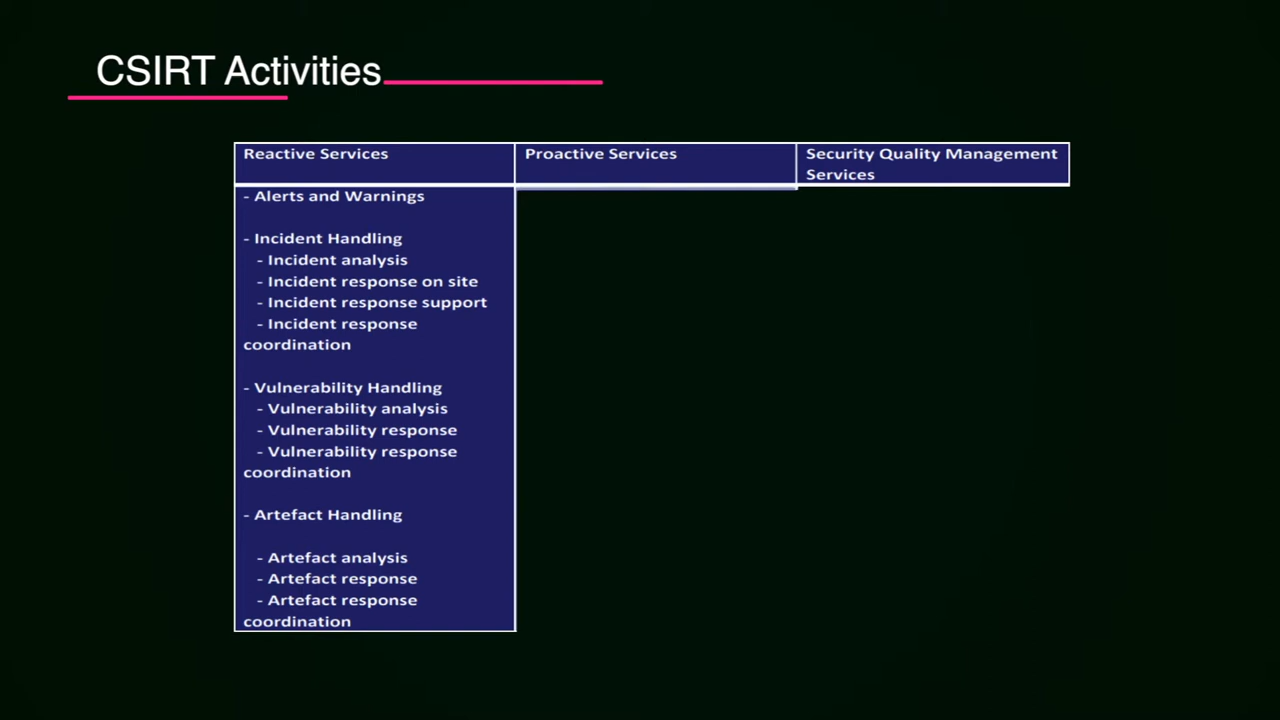 CSIRT Activities
Reactive Services
Proactive Services
Security Quality Management
Services
- Alerts and Warnings
- Incident Handling
- Incident analysis
- Incident response on site
- Incident response support
- Incident response
coordination
- Vulnerability Handling
- Vulnerability analysis
- Vulnerability response
- Vulnerability response
coordination
- Artefact Handling
- Artefact analysis
- Artefact response
- Artefact response
coordination